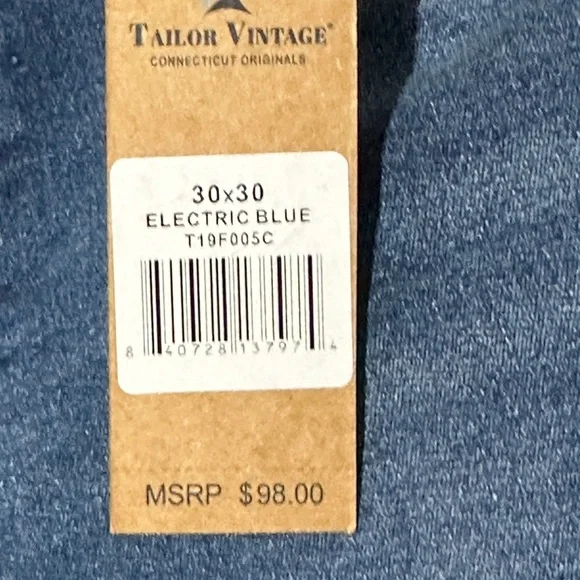 TAILOR VINTAGE®
CONNECTICUT ORIGINALS
30x30
ELECTRIC BLUE
T19F005C
8 40728 13797 4
MSRP $98.00